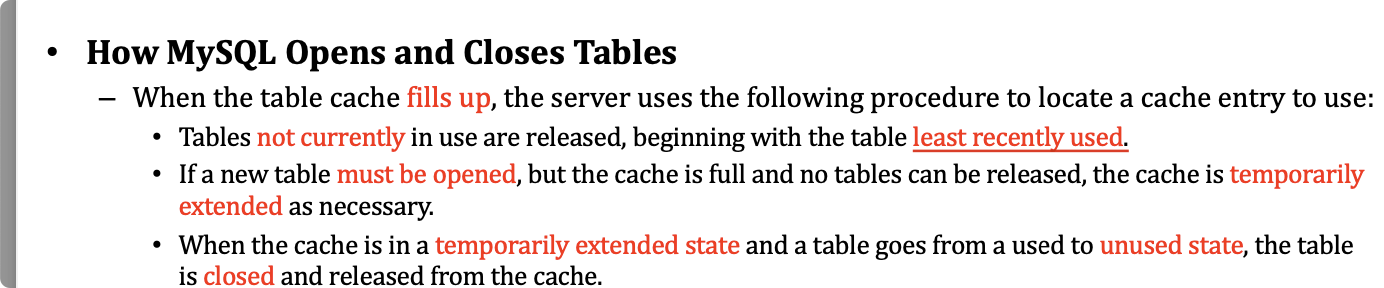 • How MySQL Opens and Closes Tables
– When the table cache fills up, the server uses the following procedure to locate a cache entry to use:
• Tables not currently in use are released, beginning with the table least recently used.
• If a new table must be opened, but the cache is full and no tables can be released, the cache is temporarily
extended as necessary.
• When the cache is in a temporarily extended state and a table goes from a used to unused state, the table
is closed and released from the cache.